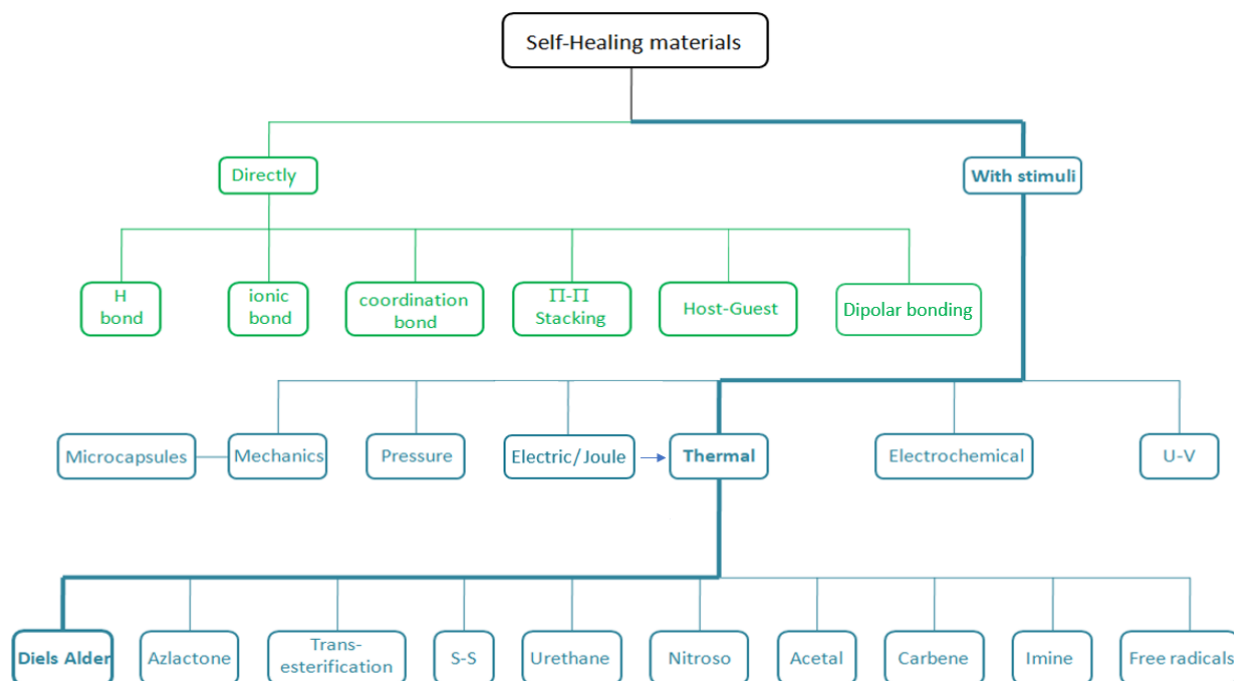 Self-Healing materials
Directly
With stimuli
H
bond
ionic
bond
coordination
bond
Π-Π
Stacking
Host-Guest
Dipolar bonding
Microcapsules
Mechanics
Pressure
Electric/Joule
Thermal
Electrochemical
U-V
Diels Alder
Azlactone
Trans-
esterification
S-S
Urethane
Nitroso
Acetal
Carbene
Imine
Free radicals